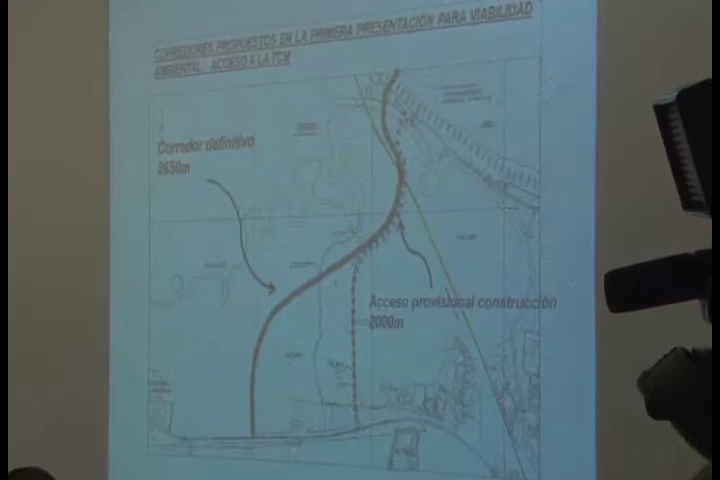 CORREDORES PROPUESTOS EN LA PRIMERA PRESENTACIÓN PARA VIABILIDAD
AMBIENTAL: ACCESO A LA TCM
Corredor definitivo
2650m
Acceso provisional construcción
2000m